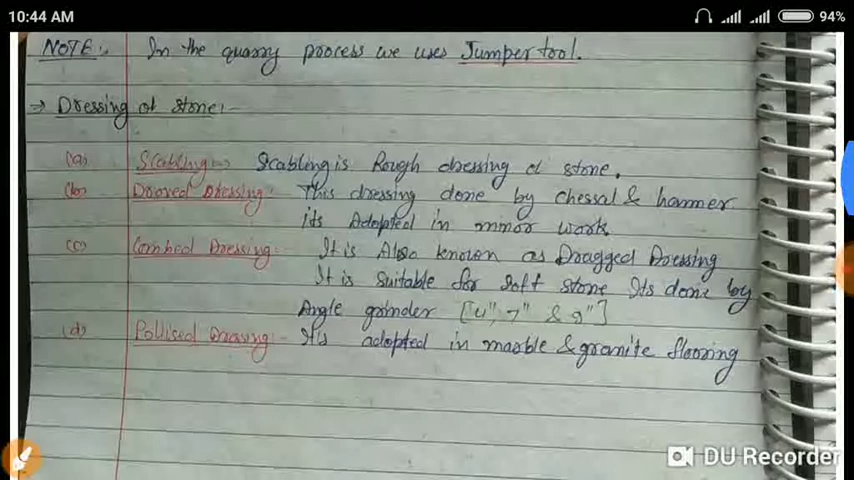 10:44 AM
94%
NOTE:- In the quarry process we uses Jumper tool.
→ Dressing of stone:-
(a) Scabling:- Scabling is Rough dressing of stone.
(b) Drored Dressing:- This dressing done by chessal & hammer
its Adopted in minor work.
(c) Combed Dressing:- It is Also known as Dragged Dressing
It is suitable for soft stone Its done by
Angle grinder [4", 7" & 9"]
(d) Pollised Dressing:- It is adopted in marble & granite flooring
DU Recorder